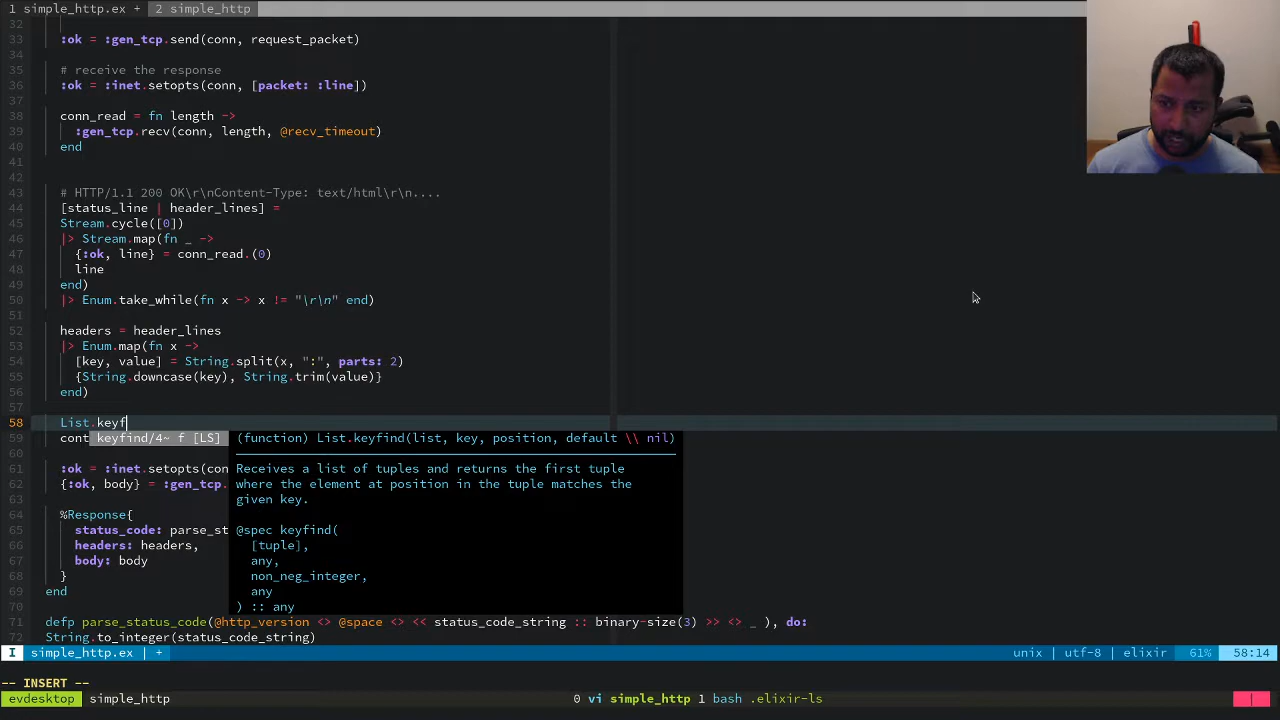 1 simple_http.ex + 2 simple_http
32
33 :ok = :gen_tcp.send(conn, request_packet)
34
35 # receive the response
36 :ok = :inet.setopts(conn, [packet: :line])
37
38 conn_read = fn length ->
39 :gen_tcp.recv(conn, length, @recv_timeout)
40 end
41
42
43 # HTTP/1.1 200 OK\r\nContent-Type: text/html\r\n....
44 [status_line | header_lines] =
45 Stream.cycle([0])
46 |> Stream.map(fn _ ->
47 {:ok, line} = conn_read.(0)
48 line
49 end)
50 |> Enum.take_while(fn x -> x != "\r\n" end)
51
52 headers = header_lines
53 |> Enum.map(fn x ->
54 [key, value] = String.split(x, ":", parts: 2)
55 {String.downcase(key), String.trim(value)}
56 end)
57
58 List.keyf
59 cont keyfind/4~ f [LS] (function) List.keyfind(list, key, position, default \\ nil)
60
61 :ok = :inet.setopts(con Receives a list of tuples and returns the first tuple
62 {:ok, body} = :gen_tcp. where the element at position in the tuple matches the
63 given key.
64 %Response{
65 status_code: parse_st @spec keyfind(
66 headers: headers, [tuple],
67 body: body any,
68 } non_neg_integer,
69 end any
70 ) :: any
71 defp parse_status_code(@http_version <> @space <> << status_code_string :: binary-size(3) >> <> _ ), do:
72 String.to_integer(status_code_string)
I simple_http.ex | + unix | utf-8 | elixir 61% 58:14
-- INSERT --
evdesktop simple_http 0 vi simple_http 1 bash .elixir-ls